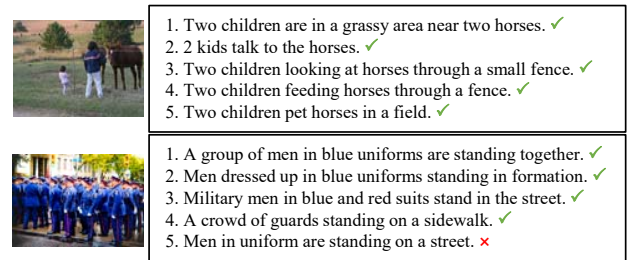 1. Two children are in a grassy area near two horses. ✓
2. 2 kids talk to the horses. ✓
3. Two children looking at horses through a small fence. ✓
4. Two children feeding horses through a fence. ✓
5. Two children pet horses in a field. ✓
1. A group of men in blue uniforms are standing together. ✓
2. Men dressed up in blue uniforms standing in formation. ✓
3. Military men in blue and red suits stand in the street. ✓
4. A crowd of guards standing on a sidewalk. ✓
5. Men in uniform are standing on a street. ×